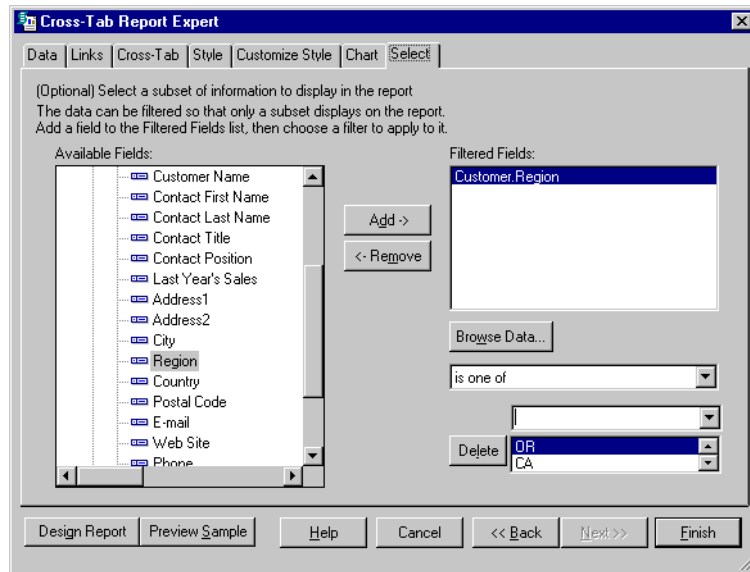 Cross-Tab Report Expert
Data Links Cross-Tab Style Customize Style Chart Select
(Optional) Select a subset of information to display in the report
The data can be filtered so that only a subset displays on the report.
Add a field to the Filtered Fields list, then choose a filter to apply to it.
Available Fields:
Customer Name
Contact First Name
Contact Last Name
Contact Title
Contact Position
Last Year's Sales
Address1
Address2
City
Region
Country
Postal Code
E-mail
Web Site
Phone
Add ->
<- Remove
Filtered Fields:
Customer.Region
Browse Data...
is one of
Delete
OR
CA
Design Report Preview Sample Help Cancel << Back Next >> Finish